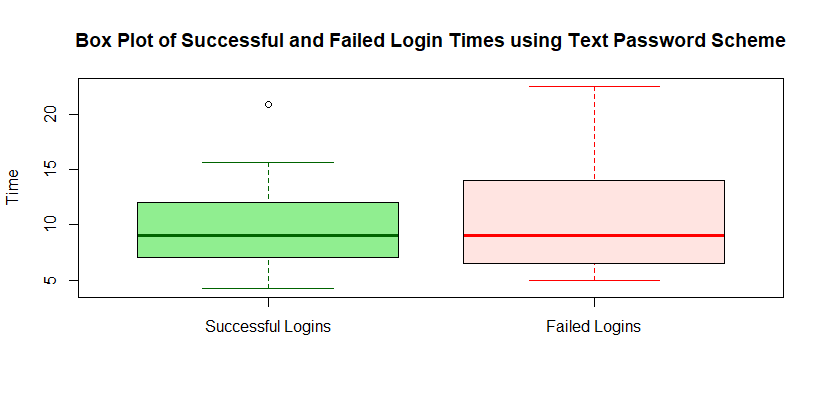 Box Plot of Successful and Failed Login Times using Text Password Scheme
Time
20
15
10
5
Successful Logins
Failed Logins